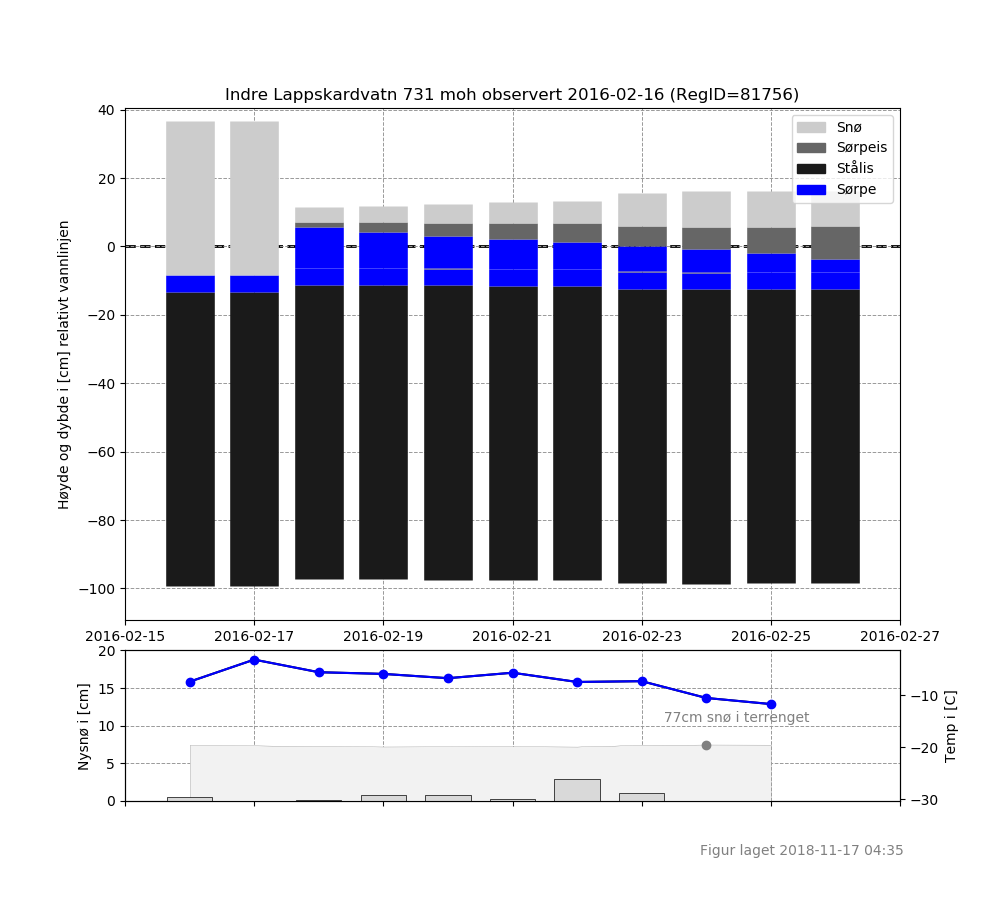 Indre Lappskardvatn 731 moh observert 2016-02-16 (RegID=81756)
Høyde og dybde i [cm] relativt vannlinjen
40
20
0
−20
−40
−60
−80
−100
Snø
Sørpeis
Stålis
Sørpe
2016-02-15 2016-02-17 2016-02-19 2016-02-21 2016-02-23 2016-02-25 2016-02-27
Nysnø i [cm]
20
15
10
5
0
77cm snø i terrenget
−10
−20
−30
Temp i [C]
Figur laget 2018-11-17 04:35